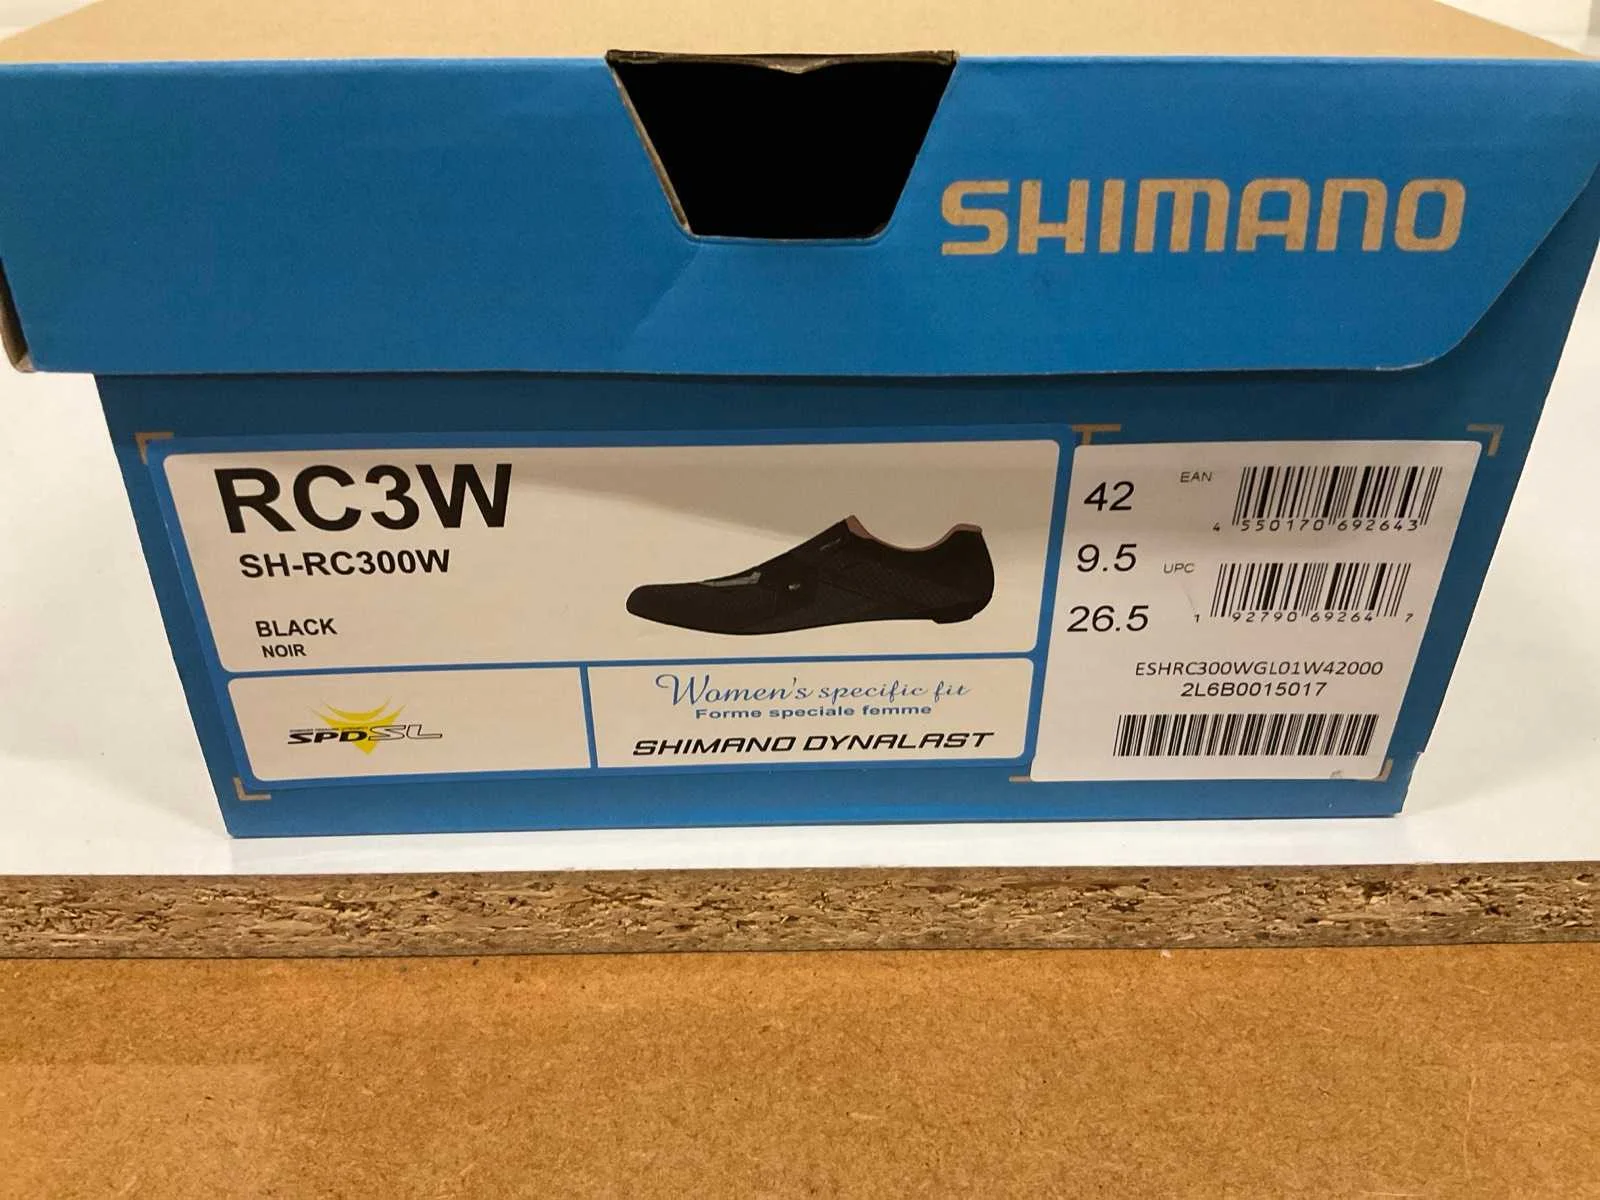 SHIMANO
RC3W
SH-RC300W
BLACK
NOIR
SPD SL
Women's specific fit
Forme speciale femme
SHIMANO DYNALAST
42
9.5
26.5
EAN
4 550170 692643
UPC
1 92790 69264 7
ESHRC300WGL01W42000
2L6B0015017